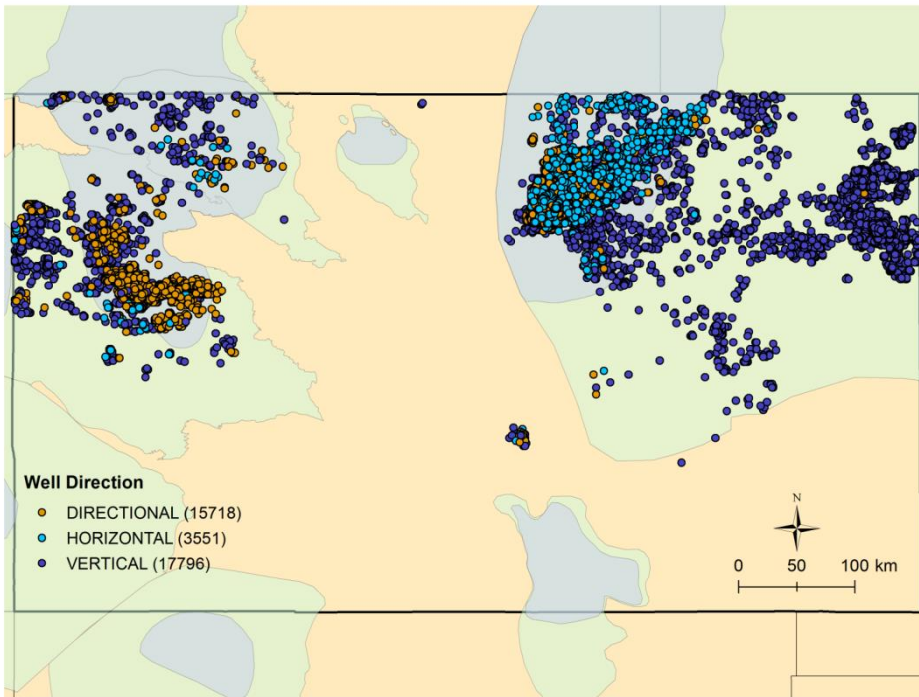 Well Direction
DIRECTIONAL (15718)
HORIZONTAL (3551)
VERTICAL (17796)
N
0 50 100 km